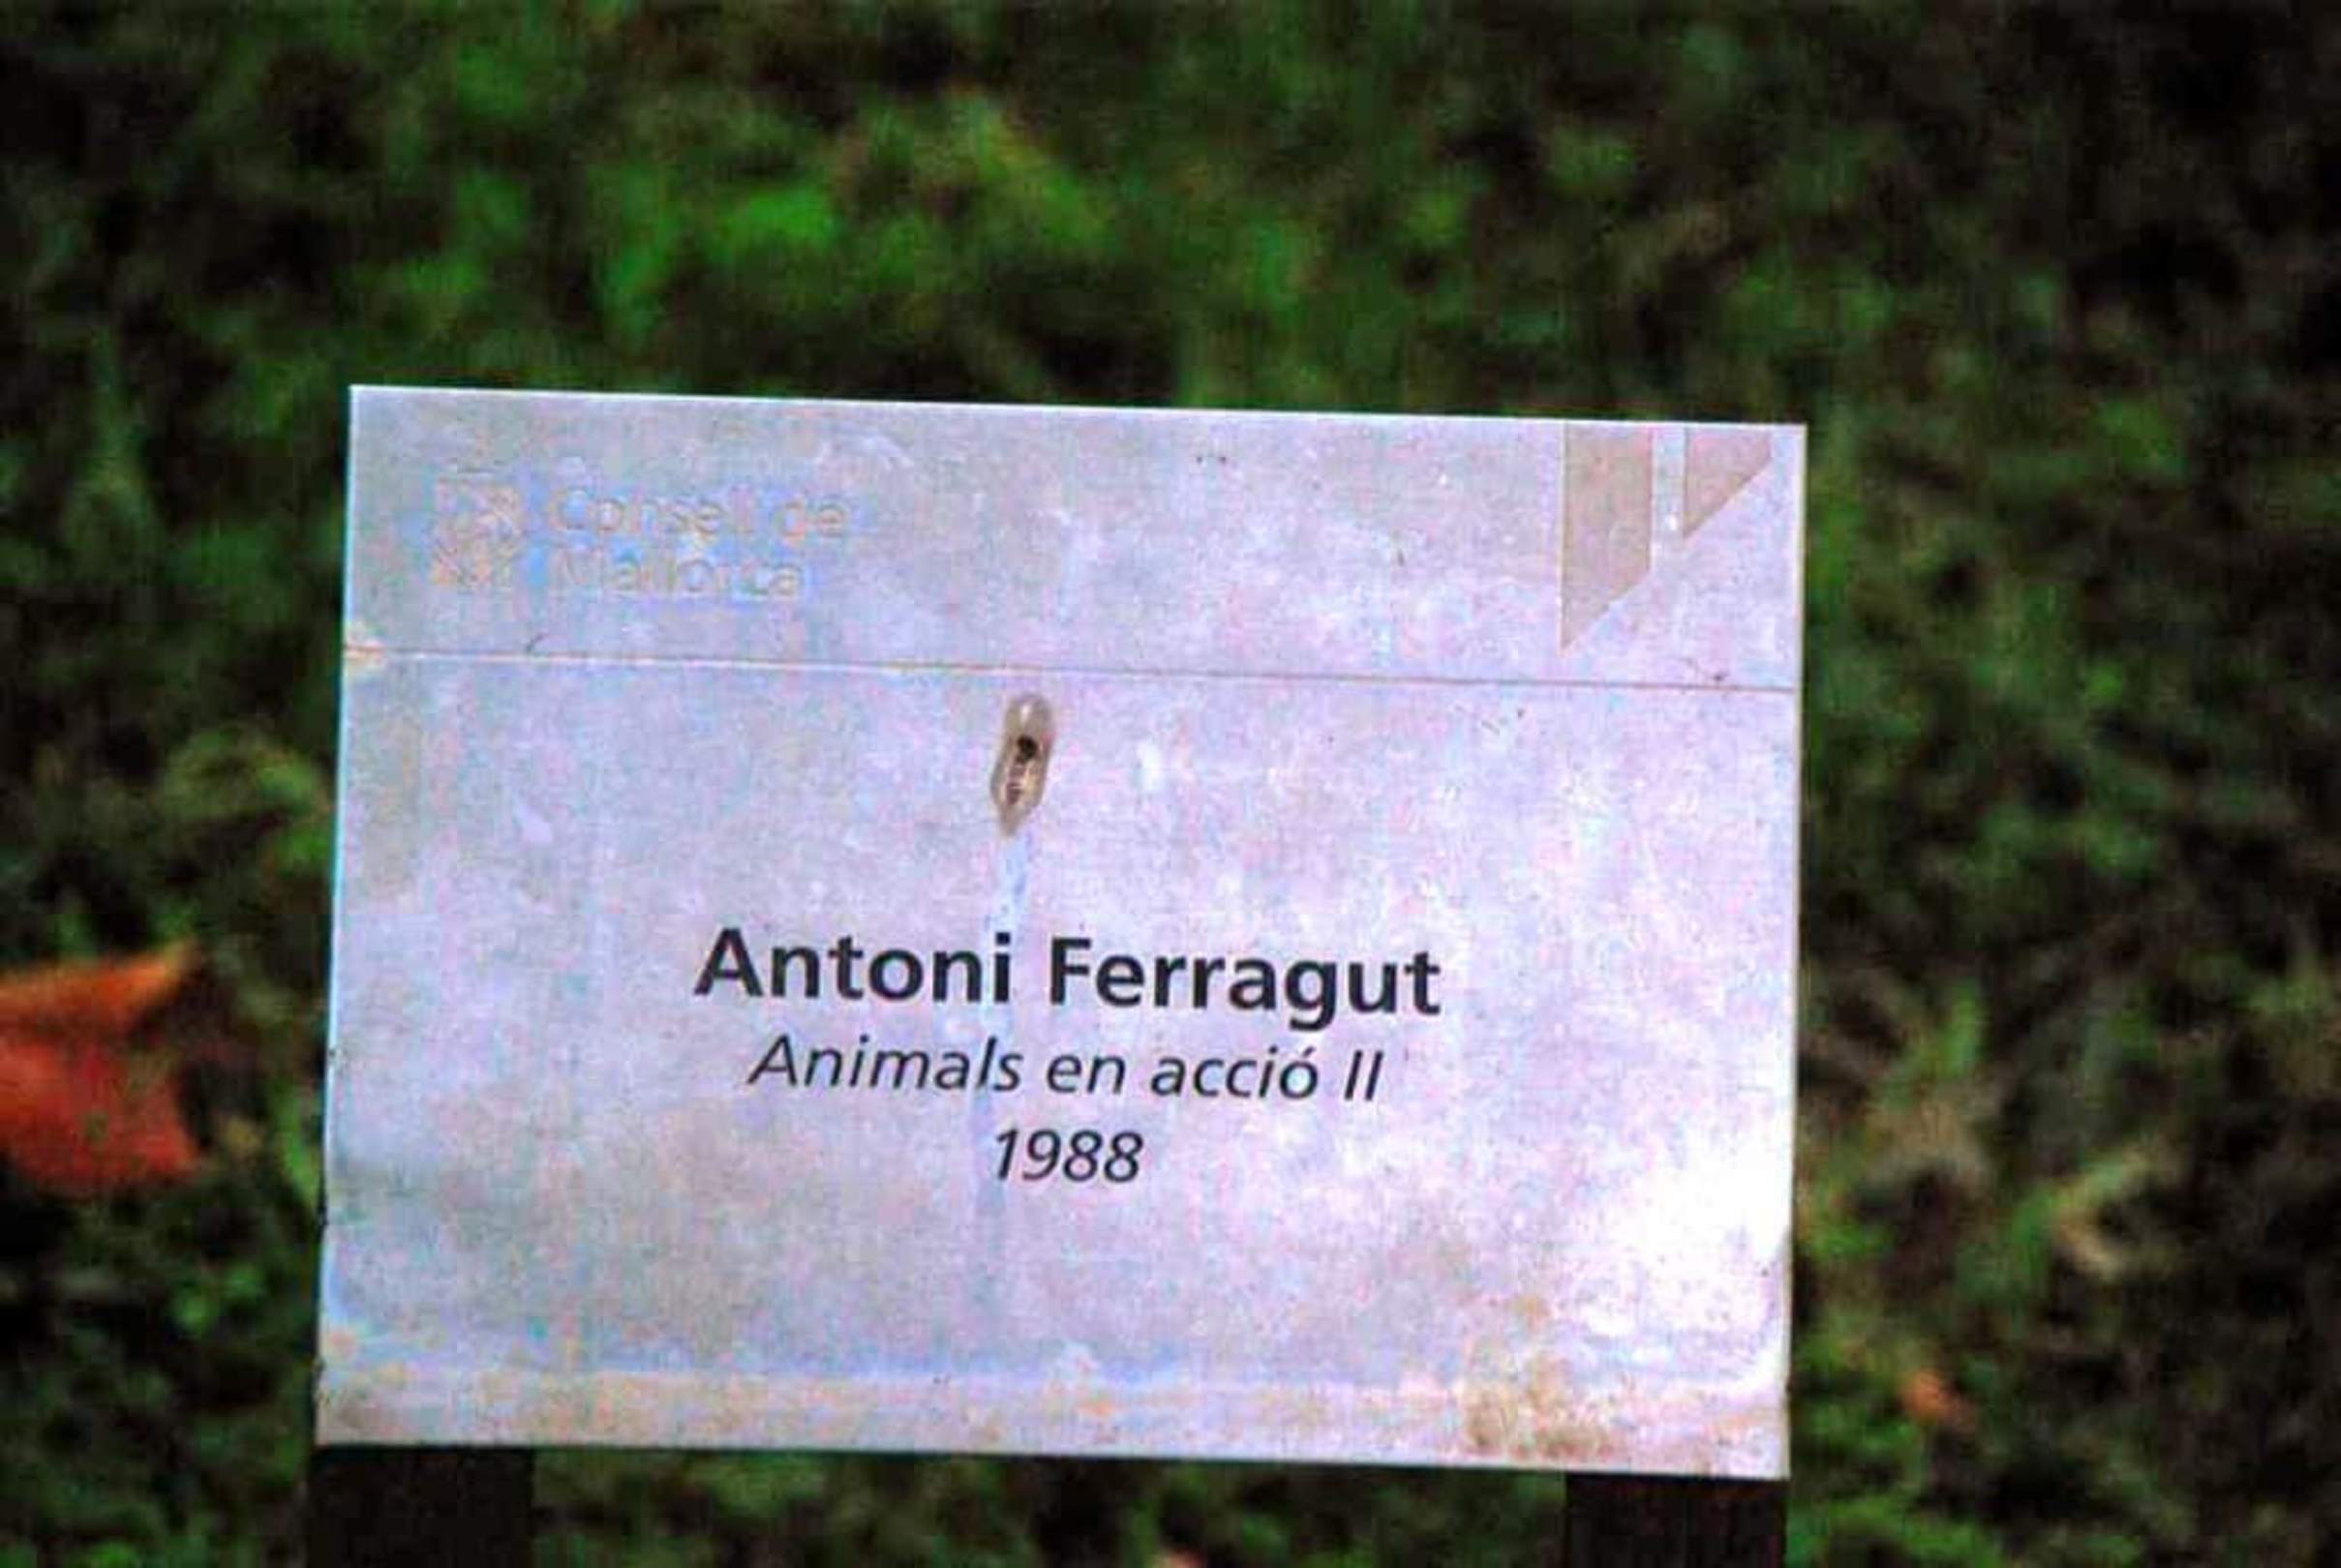 Consell de
Mallorca
Antoni Ferragut
Animals en acció II
1988